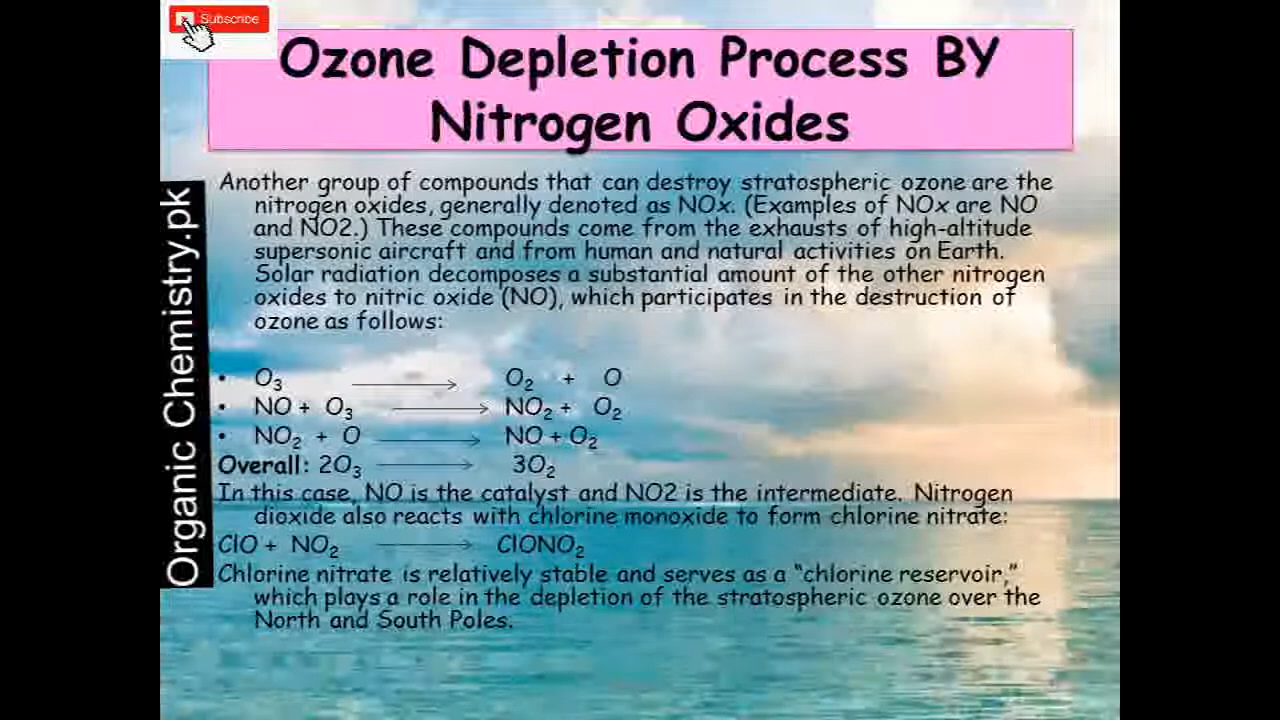 Subscribe
Ozone Depletion Process BY
Nitrogen Oxides
Organic Chemistry.pk
Another group of compounds that can destroy stratospheric ozone are the
nitrogen oxides, generally denoted as NOx. (Examples of NOx are NO
and NO2.) These compounds come from the exhausts of high-altitude
supersonic aircraft and from human and natural activities on Earth.
Solar radiation decomposes a substantial amount of the other nitrogen
oxides to nitric oxide (NO), which participates in the destruction of
ozone as follows:
• O₃ → O₂ + O
• NO + O₃ → NO₂ + O₂
• NO₂ + O → NO + O₂
Overall: 2O₃ → 3O₂
In this case, NO is the catalyst and NO2 is the intermediate. Nitrogen
dioxide also reacts with chlorine monoxide to form chlorine nitrate:
ClO + NO₂ → ClONO₂
Chlorine nitrate is relatively stable and serves as a “chlorine reservoir,”
which plays a role in the depletion of the stratospheric ozone over the
North and South Poles.